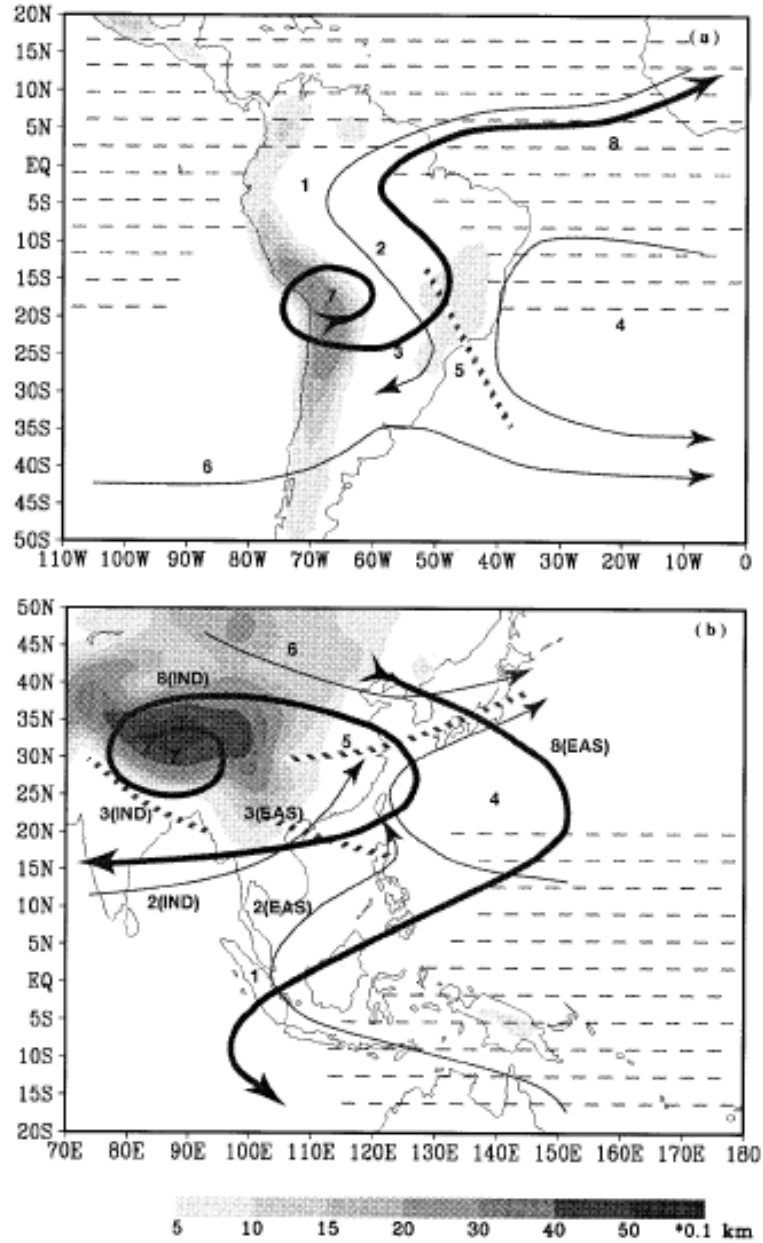 20N
(a)
15N
10N
5N
8
EQ
1
5S
2
10S
15S
7
20S
4
3
25S
5
30S
35S
6
40S
45S
50S
110W 100W 90W 80W 70W 60W 50W 40W 30W 20W 10W 0
50N
(b)
45N
6
40N
8(IND)
35N
5
8(EAS)
30N
7
25N
3(IND)
3(EAS)
4
20N
15N
2(IND)
2(EAS)
10N
5N
EQ
1
5S
10S
15S
20S
70E 80E 90E 100E 110E 120E 130E 140E 150E 160E 170E 180
5 10 15 20 30 40 50 *0.1 km